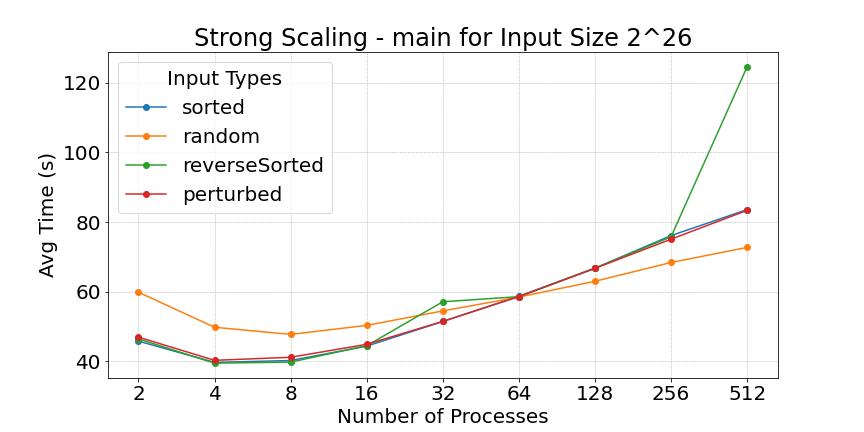 Strong Scaling - main for Input Size 2^26
Input Types
sorted
random
reverseSorted
perturbed
Avg Time (s)
120
100
80
60
40
2 4 8 16 32 64 128 256 512
Number of Processes